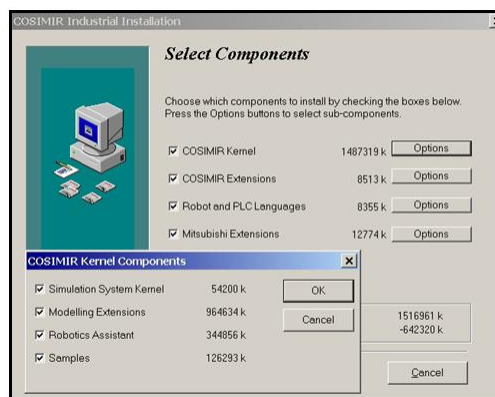 COSIMIR Industrial Installation
Select Components
Choose which components to install by checking the boxes below.
Press the Options buttons to select sub-components.
COSIMIR Kernel 1487319 k Options
COSIMIR Extensions 8513 k Options
Robot and PLC Languages 8355 k Options
Mitsubishi Extensions 12774 k Options
COSIMIR Kernel Components
Simulation System Kernel 54200 k OK
Modelling Extensions 964634 k
Cancel
Robotics Assistant 344856 k
Samples 126293 k
1516961 k
-642320 k
Cancel